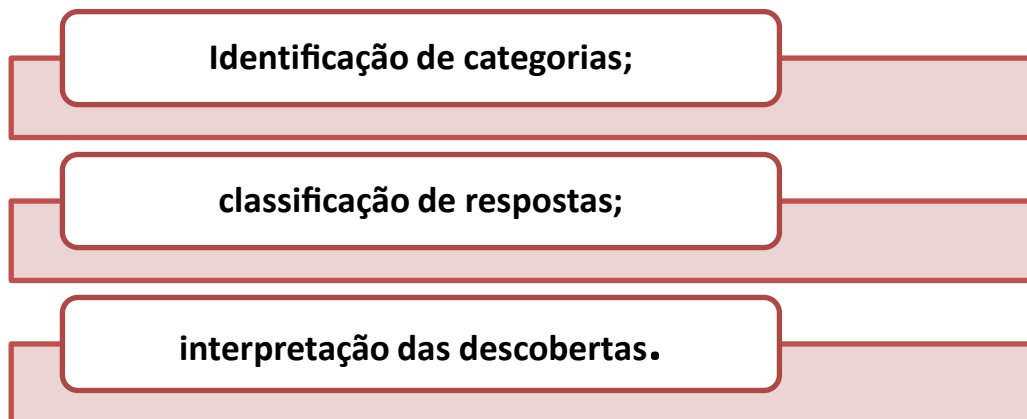 Identificação de categorias;
classificação de respostas;
interpretação das descobertas.